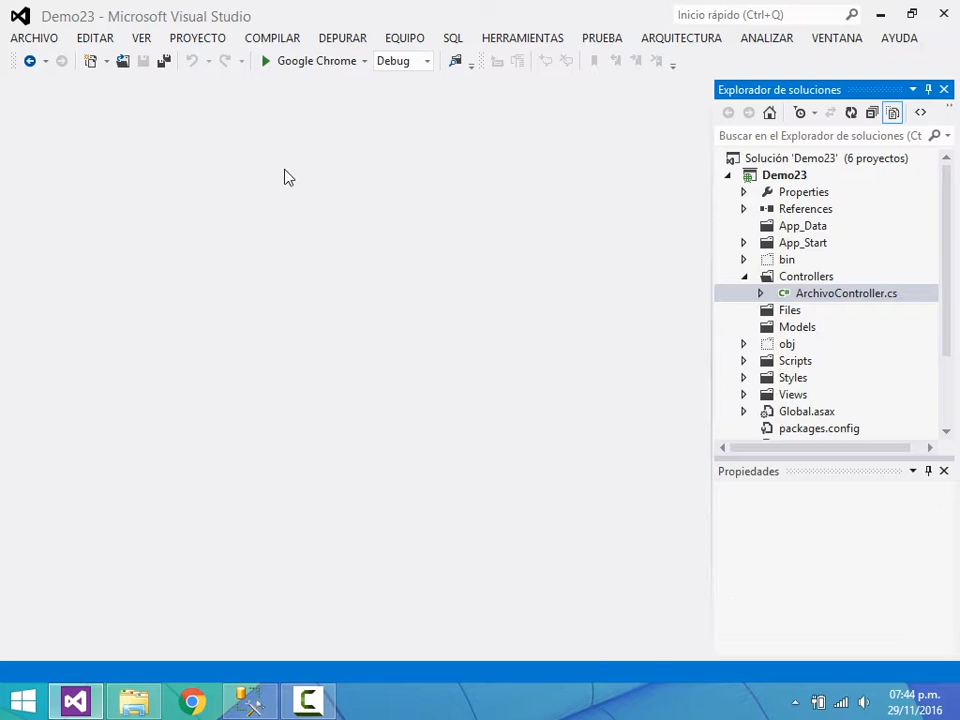 Demo23 - Microsoft Visual Studio
Inicio rápido (Ctrl+Q)
ARCHIVO EDITAR VER PROYECTO COMPILAR DEPURAR EQUIPO SQL HERRAMIENTAS PRUEBA ARQUITECTURA ANALIZAR VENTANA AYUDA
Google Chrome Debug
Explorador de soluciones
Buscar en el Explorador de soluciones (Ct
Solución 'Demo23' (6 proyectos)
Demo23
Properties
References
App_Data
App_Start
bin
Controllers
C# ArchivoController.cs
Files
Models
obj
Scripts
Styles
Views
Global.asax
packages.config
Propiedades
07:44 p.m.
29/11/2016